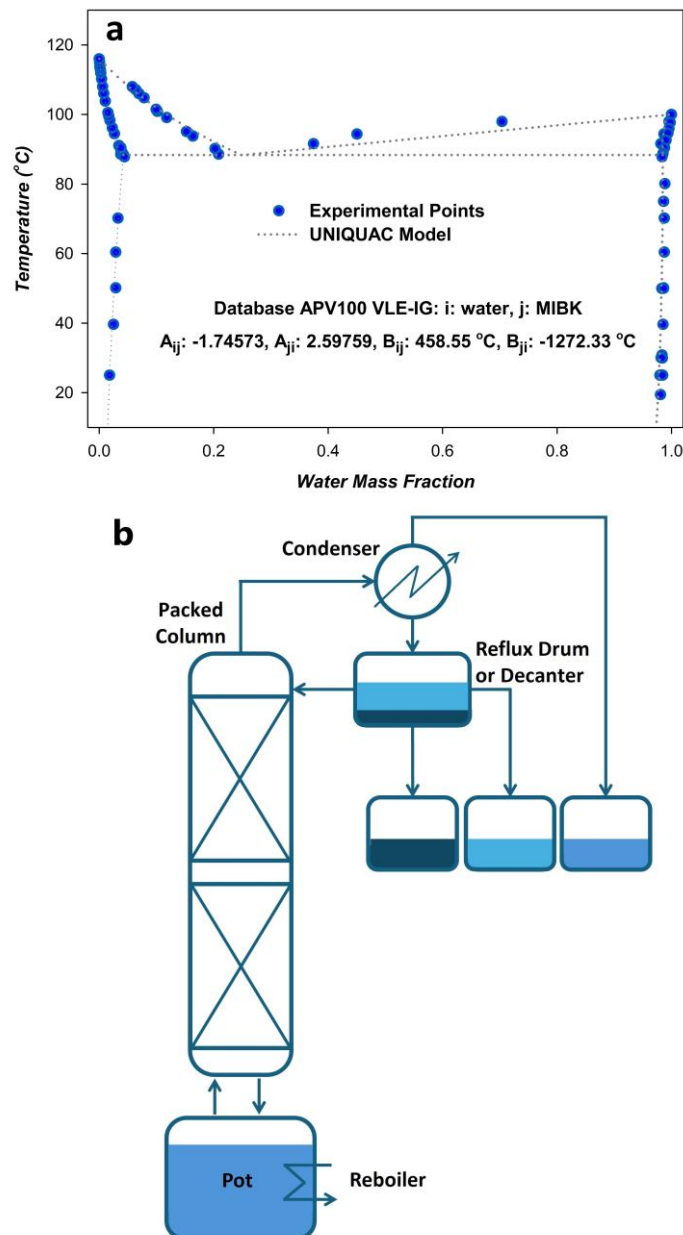 a
120
100
80
60
40
20
Temperature (°C)
Experimental Points
UNIQUAC Model
Database APV100 VLE-IG: i: water, j: MIBK
Aij: -1.74573, Aji: 2.59759, Bij: 458.55 °C, Bji: -1272.33 °C
0.0 0.2 0.4 0.6 0.8 1.0
Water Mass Fraction
b
Condenser
Packed
Column
Reflux Drum
or Decanter
Pot
Reboiler